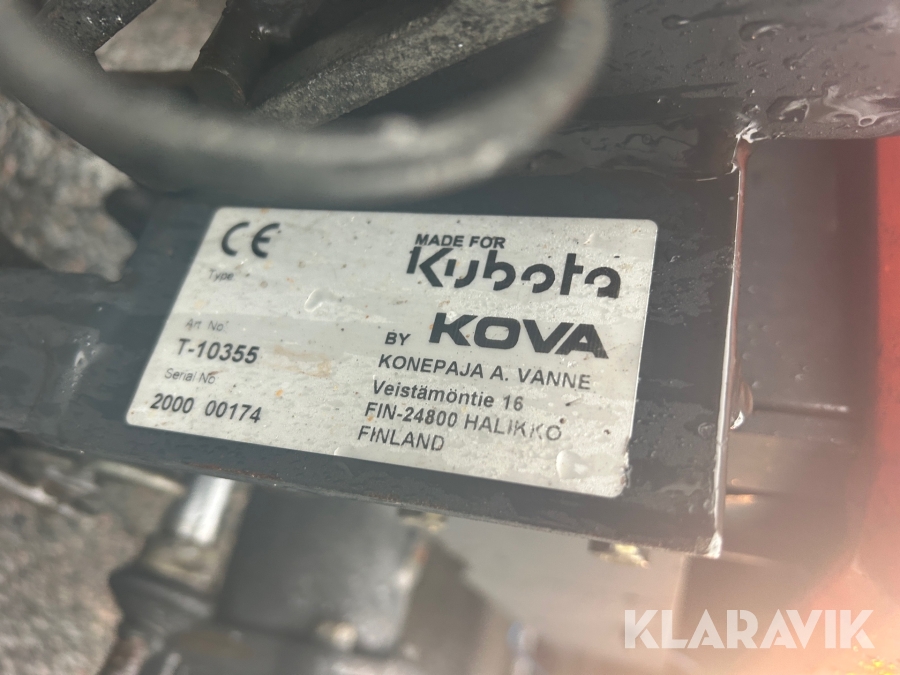 CE
Type
Art. No.
T-10355
Serial No
2000 00174
MADE FOR
Kubota
BY KOVA
KONEPAJA A. VANNE
Veistämöntie 16
FIN-24800 HALIKKO
FINLAND
KLARAVIK